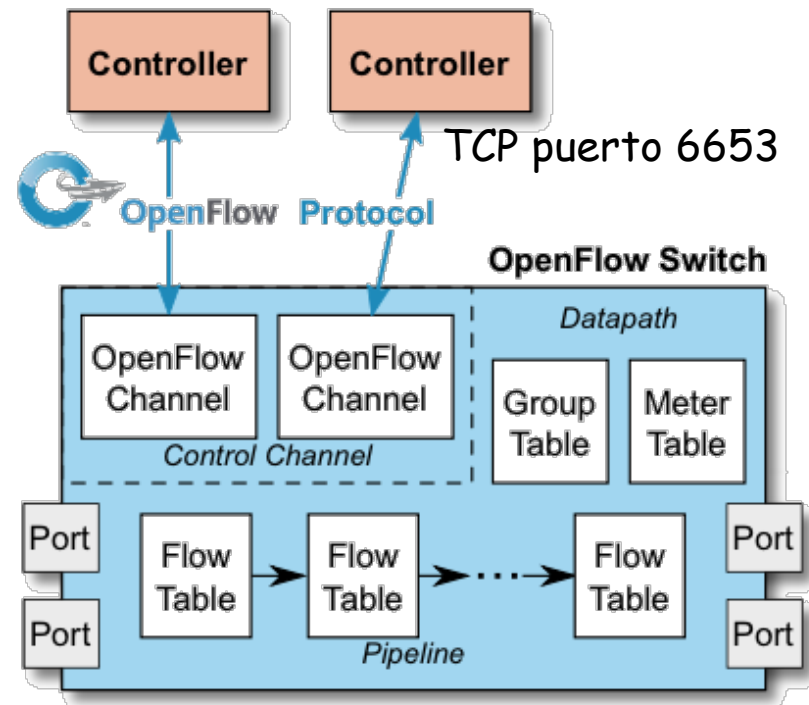 Controller
Controller
TCP puerto 6653
OpenFlow Protocol
OpenFlow Switch
Datapath
OpenFlow
Channel
OpenFlow
Channel
Control Channel
Group
Table
Meter
Table
Port
Port
Flow
Table
Flow
Table
...
Flow
Table
Pipeline
Port
Port